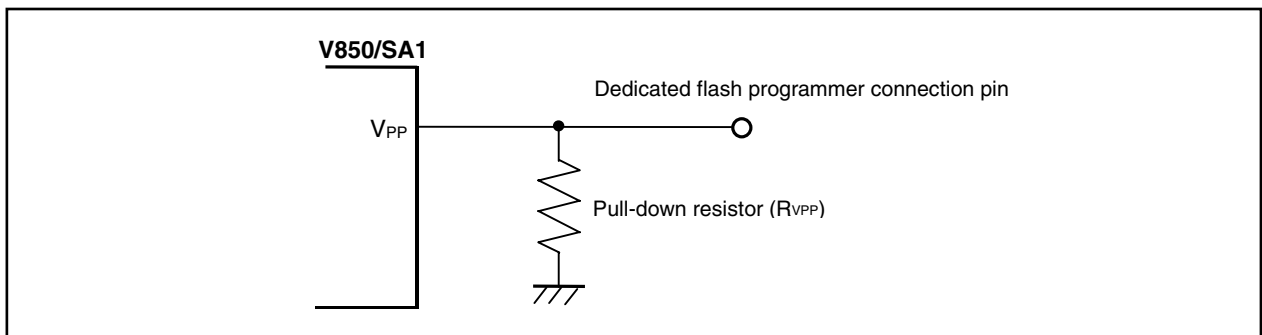 V850/SA1
Dedicated flash programmer connection pin
VPP
Pull-down resistor (RVPP)